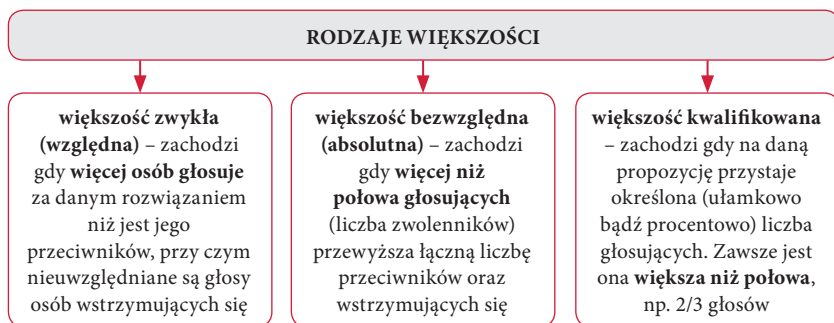 RODZAJE WIĘKSZOŚCI
większość zwykła
(względna) – zachodzi
gdy więcej osób głosuje
za danym rozwiązaniem
niż jest jego
przeciwników, przy czym
nieuwzględniane są głosy
osób wstrzymujących się
większość bezwzględna
(absolutna) – zachodzi
gdy więcej niż
połowa głosujących
(liczba zwolenników)
przewyższa łączną liczbę
przeciwników oraz
wstrzymujących się
większość kwalifikowana
– zachodzi gdy na daną
propozycję przystaje
określona (ułamkowo
bądź procentowo) liczba
głosujących. Zawsze jest
ona większa niż połowa,
np. 2/3 głosów